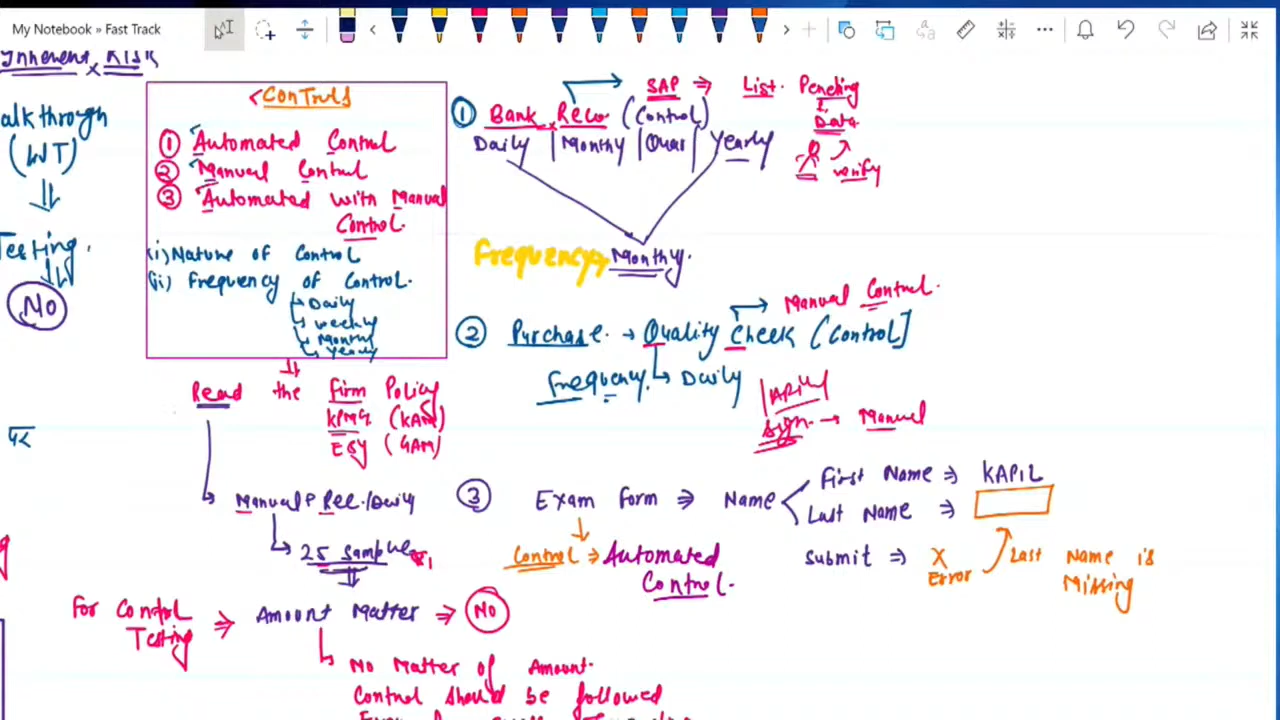 My Notebook » Fast Track
Inherent Risk
alkthrough
(WT)
Testing.
No
Controls
① Automated Control
② Manual Control
③ Automated with Manual
Control.
(i) Nature of Control
(ii) Frequency of Control.
Daily
Weekly
Monthly
Yearly
Read the Firm Policy
KPMG (KAM)
E&Y (GAM)
Manual Rec./Daily
25 Samples
For Control
Testing ⇒ Amount Matter ⇒ No
No Matter of Amount.
Control should be followed
① Bank Reco (Control)
SAP ⇒ List Pending
Data
verify
Daily | Monthly | Quar | Yearly
Frequency → Monthly.
② Purchase. → Quality Check (Control]
→ Manual Control.
Frequency. → Daily
Sign. → Manual
③ Exam Form ⇒ Name
First Name ⇒ KAPIL
Last Name ⇒
Control ⇒ Automated
Control.
Submit ⇒ X
Error
Last Name is
Missing